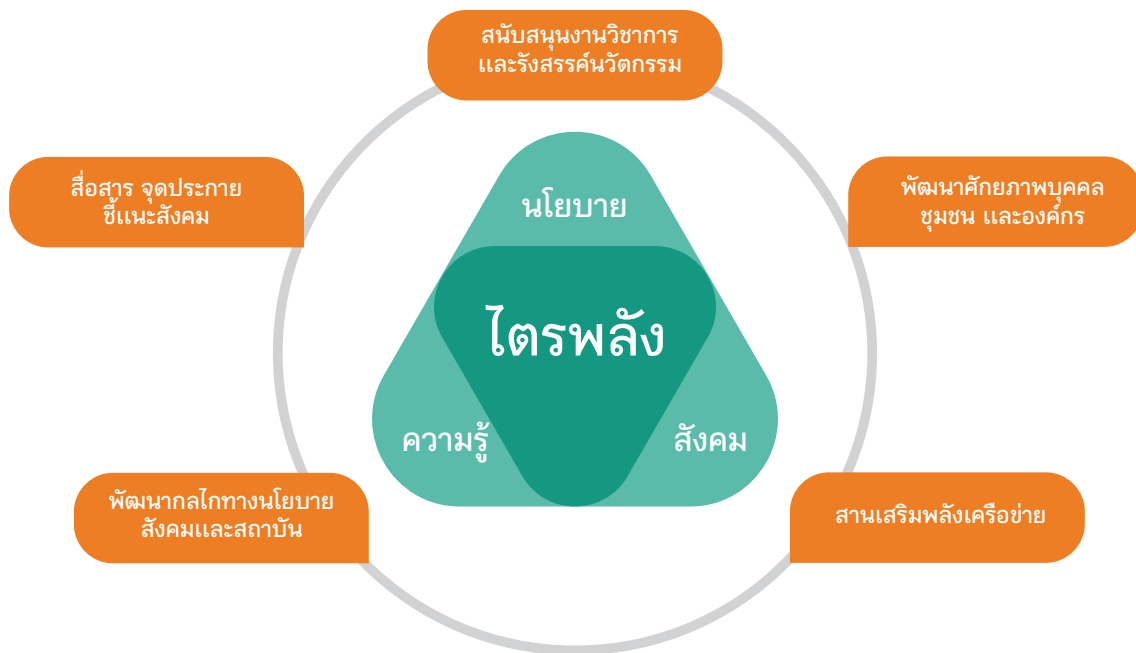 สนับสนุนงานวิชาการ
และรังสรรค์นวัตกรรม
สื่อสาร จุดประกาย
ชี้แนะสังคม
พัฒนาศักยภาพบุคคล
ชุมชน และองค์กร
นโยบาย
ไตรพลัง
ความรู้
สังคม
พัฒนากลไกทางนโยบาย
สังคมและสถาบัน
สานเสริมพลังเครือข่าย